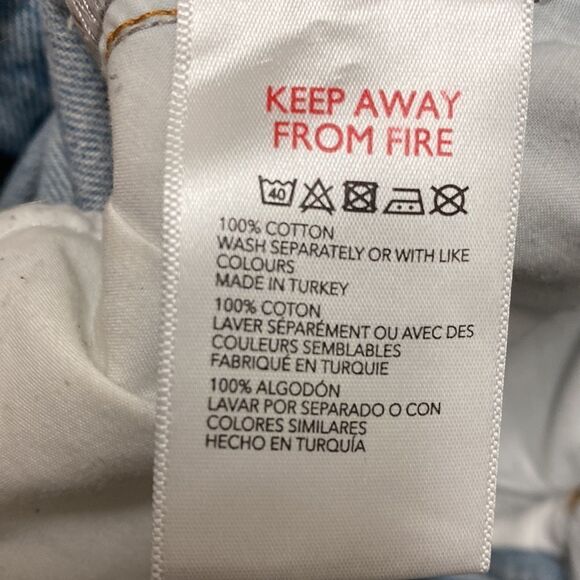 KEEP AWAY
FROM FIRE
40
100% COTTON
WASH SEPARATELY OR WITH LIKE
COLOURS
MADE IN TURKEY
100% COTON
LAVER SÉPARÉMENT OU AVEC DES
COULEURS SEMBLABLES
FABRIQUÉ EN TURQUIE
100% ALGODÓN
LAVAR POR SEPARADO O CON
COLORES SIMILARES
HECHO EN TURQUÍA